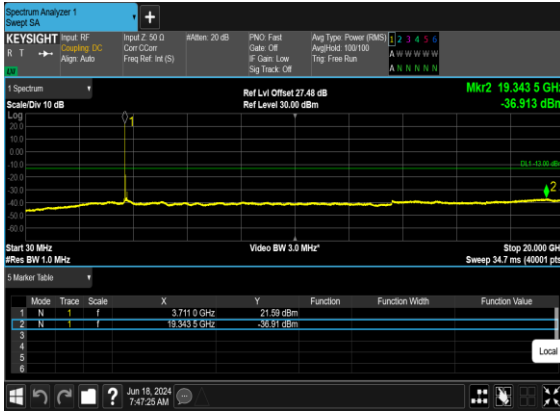 Spectrum Analyzer 1
Swept SA
+
KEYSIGHT Input: RF Input Z: 50 Ω #Atten: 20 dB PNO: Fast Avg Type: Power (RMS) 1 2 3 4 5 6
R T Coupling: DC Corr CCorr Gate: Off Avg|Hold: 100/100 A W W W W W
Align: Auto Freq Ref: Int (S) IF Gain: Low Trig: Free Run
Sig Track: Off A N N N N N
1 Spectrum Ref Lvl Offset 27.48 dB Mkr2 19.343 5 GHz
Scale/Div 10 dB Ref Level 30.00 dBm -36.913 dBm
Log
20.0
10.0
0.00
-10.0
-20.0
-30.0
-40.0
-50.0
-60.0
1
DL1 -13.00 dBm
2
Start 30 MHz Video BW 3.0 MHz* Stop 20.000 GHz
#Res BW 1.0 MHz Sweep 34.7 ms (40001 pts)
5 Marker Table
Mode Trace Scale X Y Function Function Width Function Value
1 N 1 f 3.711 0 GHz 21.59 dBm
2 N 1 f 19.343 5 GHz -36.91 dBm
3
4
5
6
Local
? Jun 18, 2024
7:47:25 AM